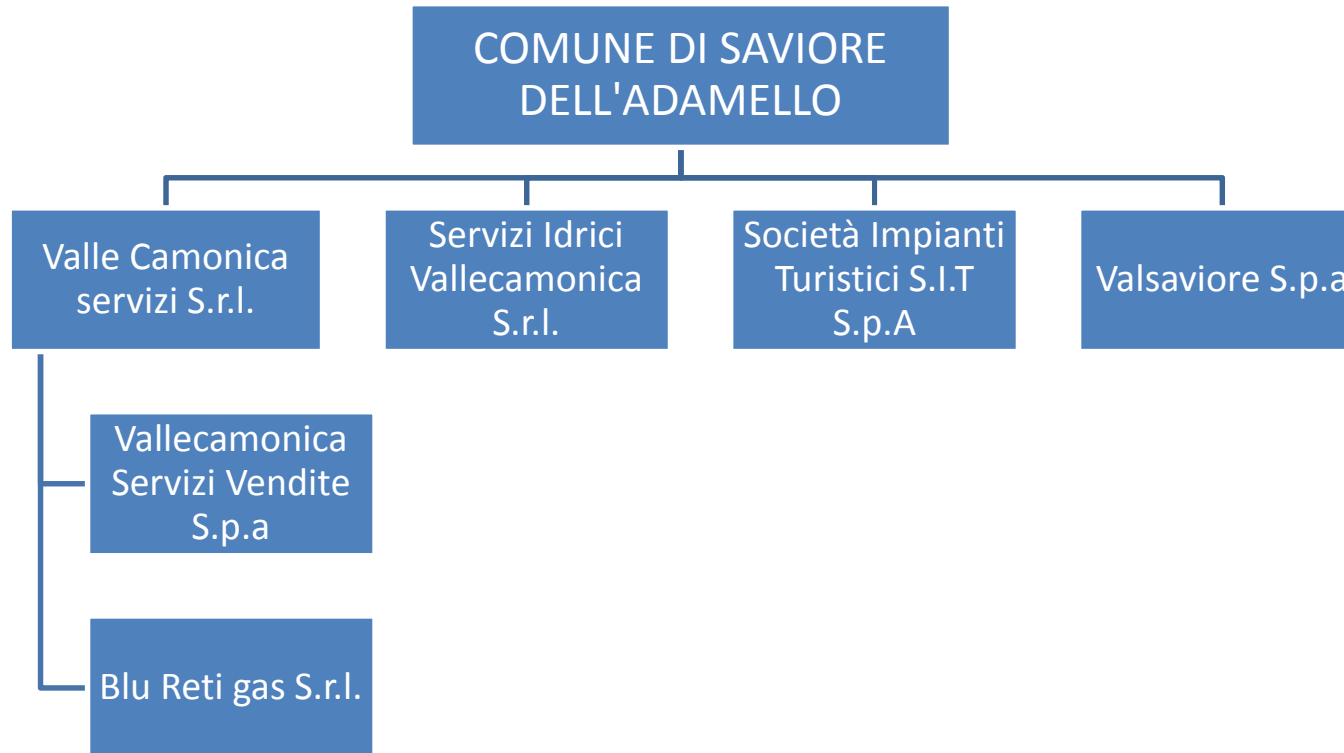 COMUNE DI SAVIORE
DELL'ADAMELLO
Valle Camonica
servizi S.r.l.
Servizi Idrici
Vallecamonica
S.r.l.
Società Impianti
Turistici S.I.T
S.p.A
Valsaviore S.p.a
Vallecamonica
Servizi Vendite
S.p.a
Blu Reti gas S.r.l.